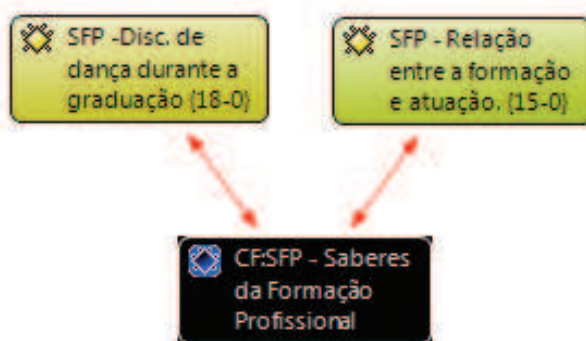 SFP -Disc. de
dança durante a
graduação {18-0}
SFP - Relação
entre a formação
e atuação. {15-0}
CF:SFP - Saberes
da Formação
Profissional